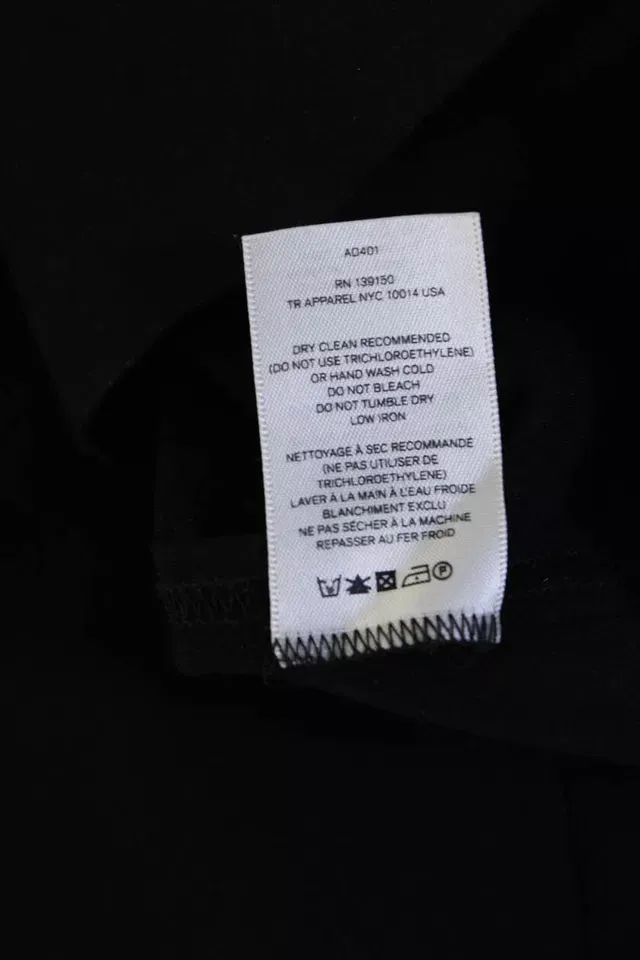 AD401
RN 139150
TR APPAREL NYC 10014 USA
DRY CLEAN RECOMMENDED
(DO NOT USE TRICHLOROETHYLENE)
OR HAND WASH COLD
DO NOT BLEACH
DO NOT TUMBLE DRY
LOW IRON
NETTOYAGE À SEC RECOMMANDÉ
(NE PAS UTILISER DE
TRICHLOROETHYLENE)
LAVER À LA MAIN À L'EAU FROIDE
BLANCHIMENT EXCLU
NE PAS SÉCHER À LA MACHINE
REPASSER AU FER FROID
P